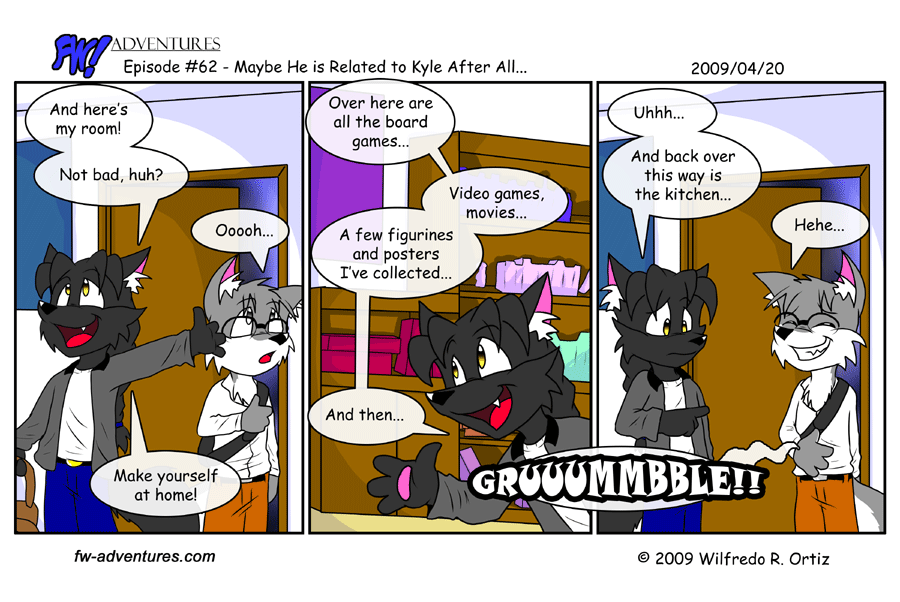 FW! ADVENTURES
Episode #62 - Maybe He is Related to Kyle After All...
2009/04/20
And here's
my room!
Not bad, huh?
Ooooh...
Make yourself
at home!
Over here are
all the board
games...
Video games,
movies...
A few figurines
and posters
I've collected...
And then...
GRUUUMMBBLE!!
Uhhh...
And back over
this way is
the kitchen...
Hehe...
fw-adventures.com
© 2009 Wilfredo R. Ortiz